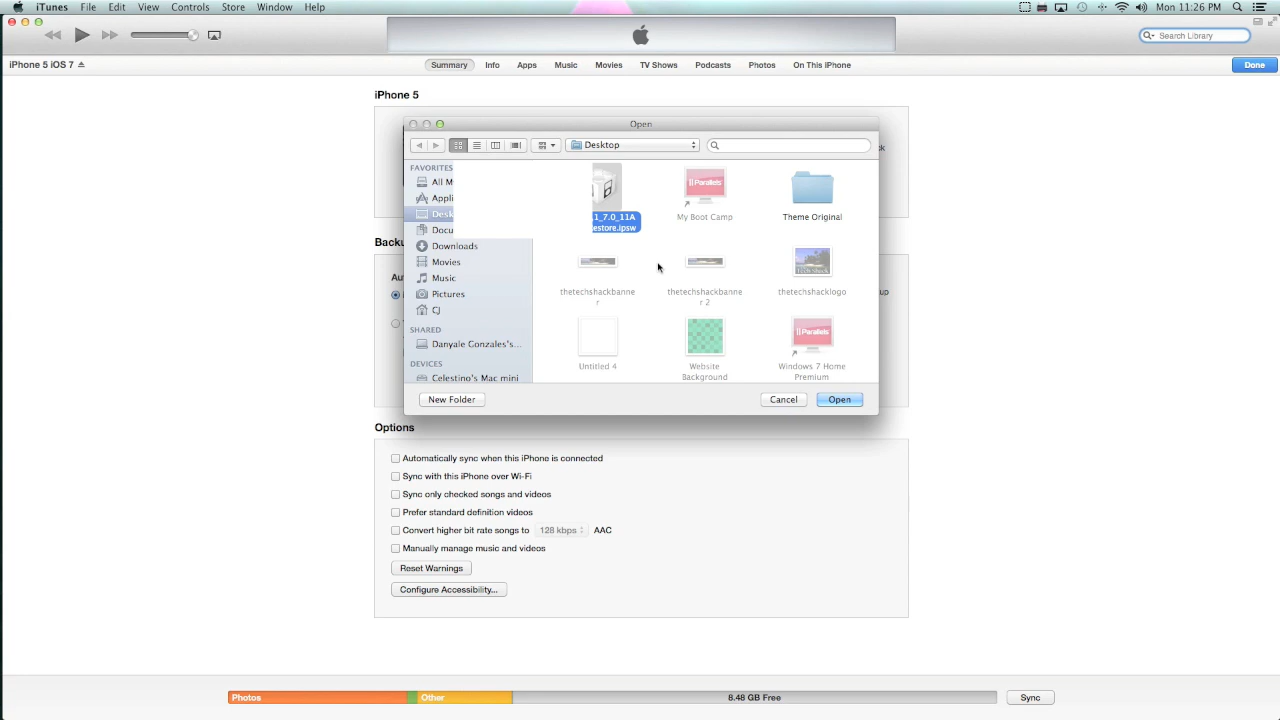 iTunes File Edit View Controls Store Window Help Mon 11:26 PM
Search Library
iPhone 5 iOS 7 Summary Info Apps Music Movies TV Shows Podcasts Photos On This iPhone Done
iPhone 5
Open
Desktop
FAVORITES
All M
Appli
Desk
Docu
Downloads
Movies
Music
Pictures
CJ
SHARED
Danyale Gonzales's...
DEVICES
Celestino's Mac mini
1_7.0_11A
estore.ipsw
Parallels
My Boot Camp
Theme Original
thetechshackbanne
r
thetechshackbanne
r 2
Tech Shack
thetechshacklogo
Untitled 4
Website
Background
Parallels
Windows 7 Home
Premium
New Folder Cancel Open
Backu
Au
up
Options
Automatically sync when this iPhone is connected
Sync with this iPhone over Wi-Fi
Sync only checked songs and videos
Prefer standard definition videos
Convert higher bit rate songs to 128 kbps AAC
Manually manage music and videos
Reset Warnings
Configure Accessibility...
Photos Other 8.48 GB Free Sync